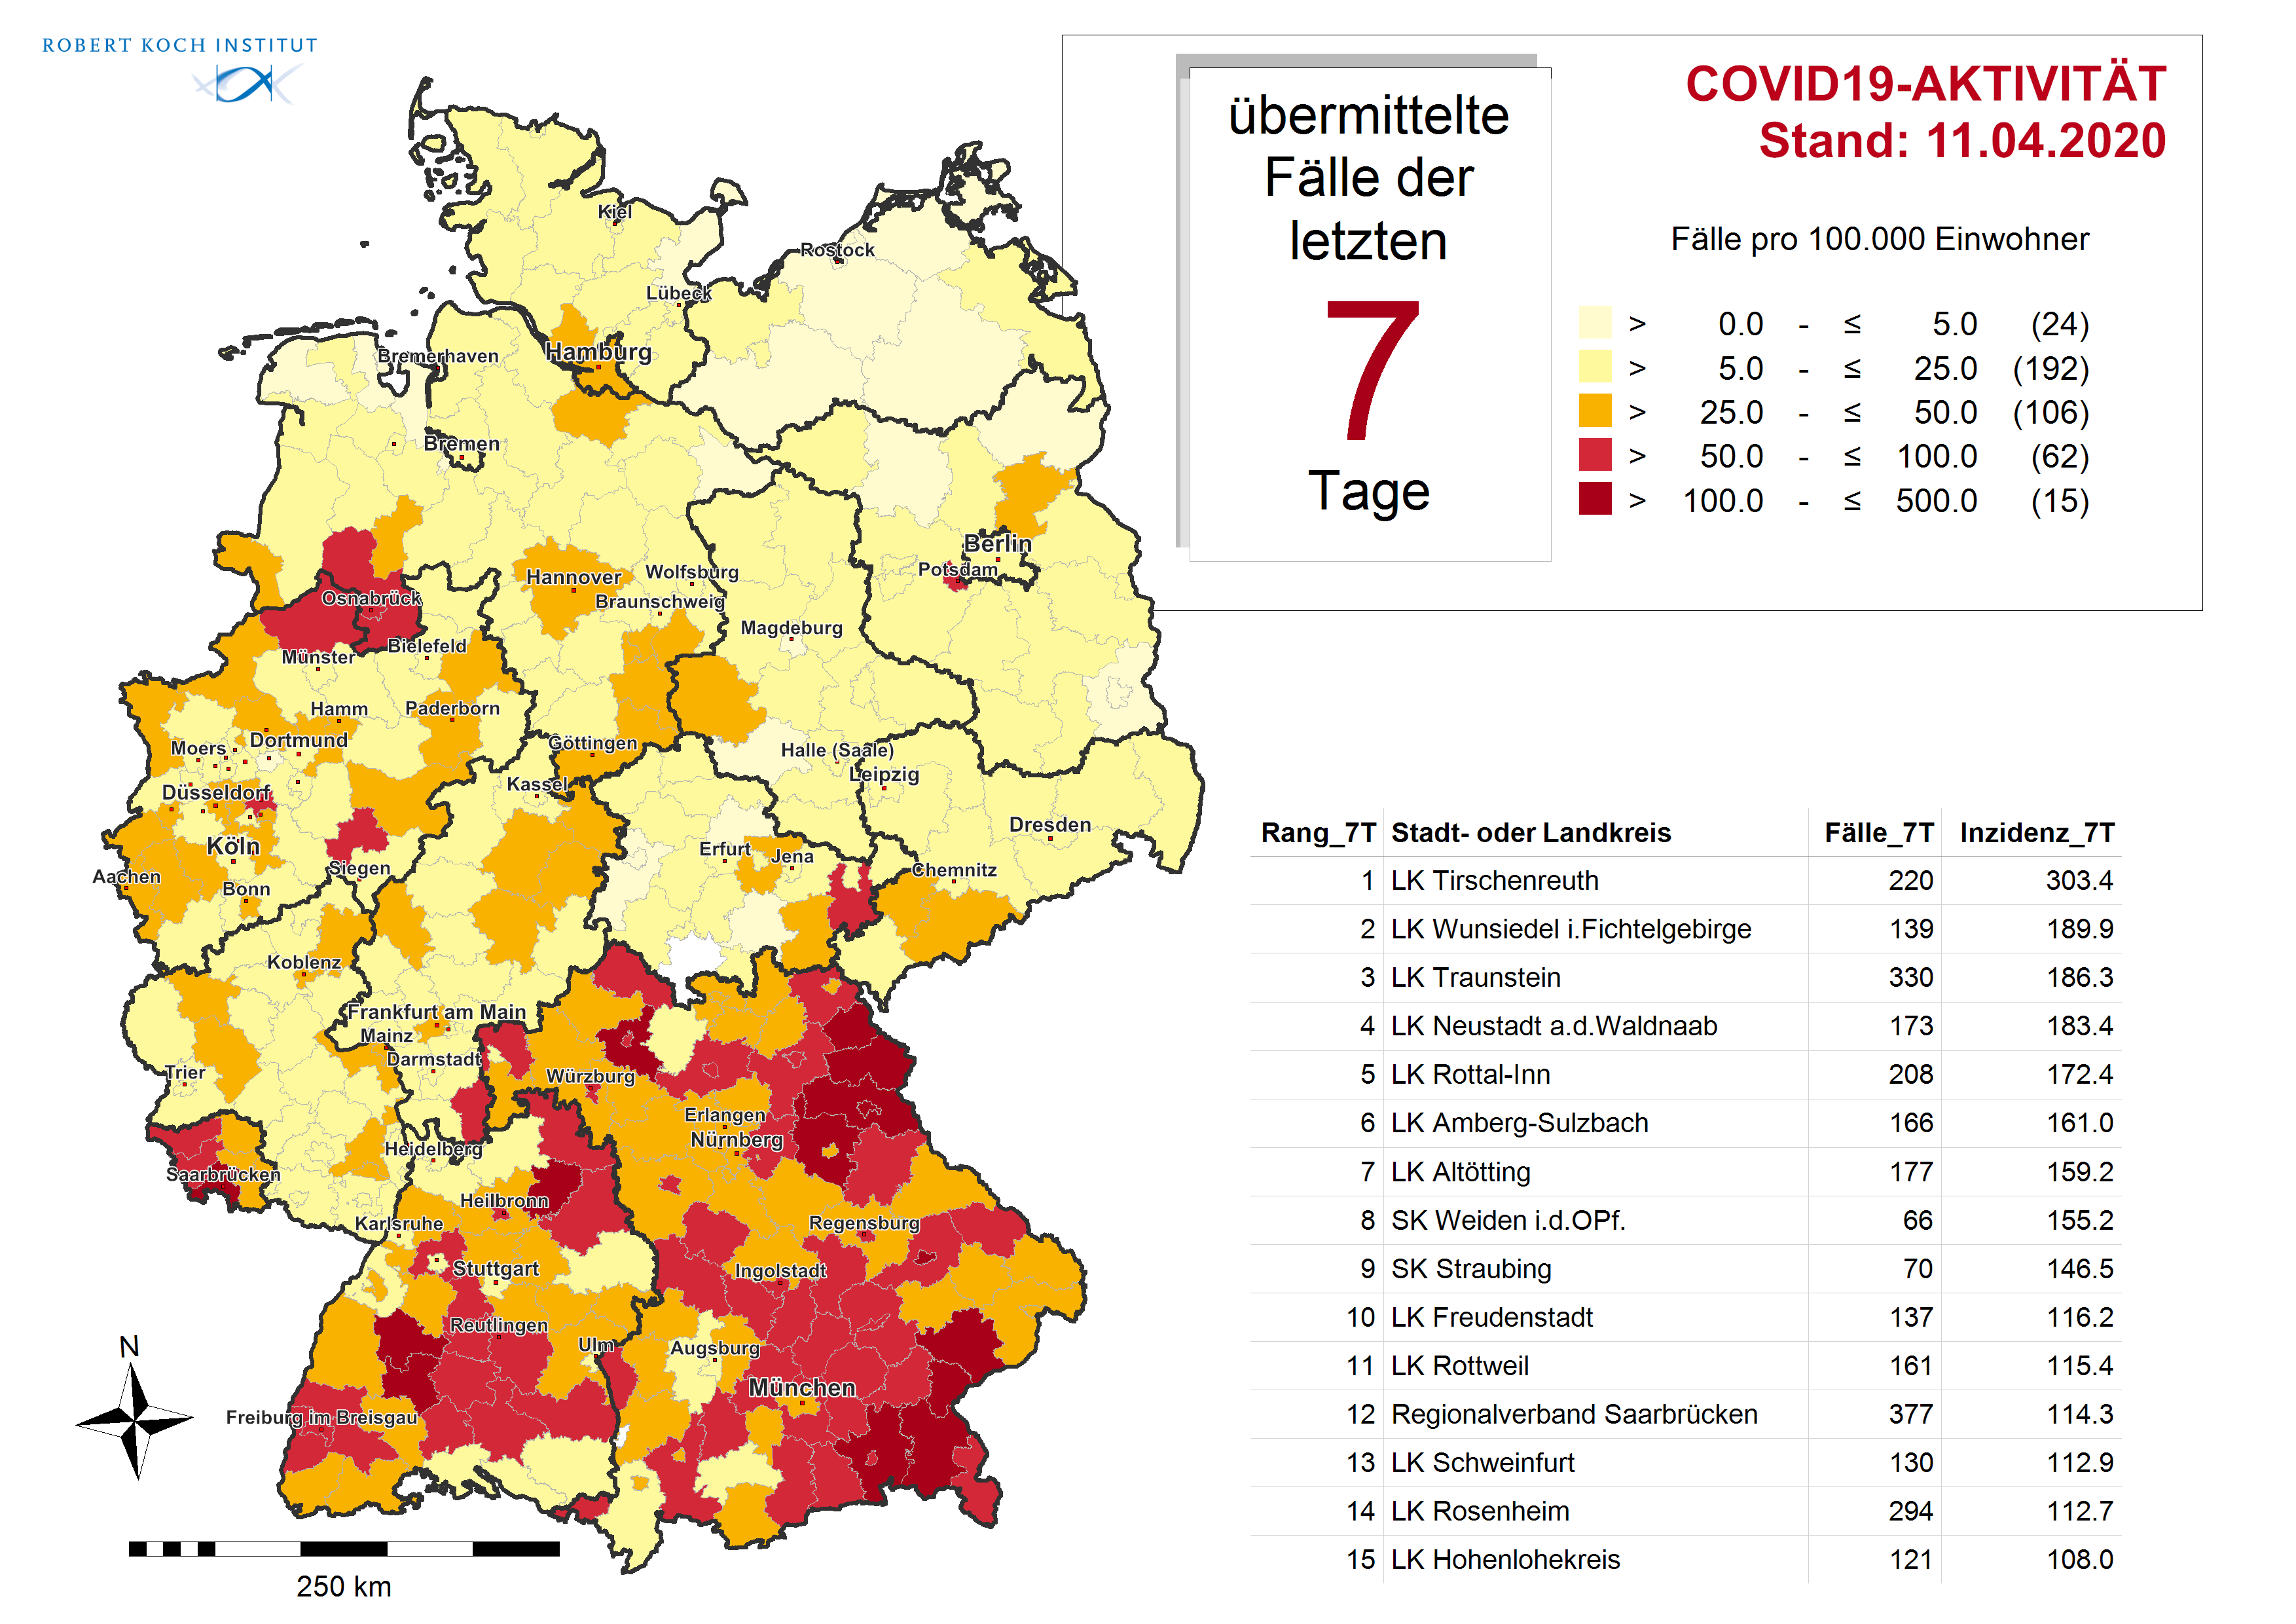 ROBERT KOCH INSTITUT
COVID19-AKTIVITÄT
Stand: 11.04.2020
übermittelte
Fälle der
letzten
7
Tage
Fälle pro 100.000 Einwohner
> 0.0 - ≤ 5.0 (24)
> 5.0 - ≤ 25.0 (192)
> 25.0 - ≤ 50.0 (106)
> 50.0 - ≤ 100.0 (62)
> 100.0 - ≤ 500.0 (15)
Kiel
Rostock
Lübeck
Bremerhaven
Hamburg
Bremen
Berlin
Potsdam
Hannover
Wolfsburg
Osnabrück
Braunschweig
Magdeburg
Bielefeld
Münster
Hamm
Paderborn
Moers
Dortmund
Göttingen
Halle (Saale)
Leipzig
Kassel
Düsseldorf
Dresden
Köln
Erfurt
Jena
Siegen
Chemnitz
Aachen
Bonn
Koblenz
Frankfurt am Main
Mainz
Darmstadt
Trier
Würzburg
Erlangen
Nürnberg
Heidelberg
Saarbrücken
Heilbronn
Karlsruhe
Regensburg
Stuttgart
Ingolstadt
Reutlingen
Ulm
Augsburg
München
Freiburg im Breisgau
N
250 km
Rang_7T Stadt- oder Landkreis Fälle_7T Inzidenz_7T
1 LK Tirschenreuth 220 303.4
2 LK Wunsiedel i.Fichtelgebirge 139 189.9
3 LK Traunstein 330 186.3
4 LK Neustadt a.d.Waldnaab 173 183.4
5 LK Rottal-Inn 208 172.4
6 LK Amberg-Sulzbach 166 161.0
7 LK Altötting 177 159.2
8 SK Weiden i.d.OPf. 66 155.2
9 SK Straubing 70 146.5
10 LK Freudenstadt 137 116.2
11 LK Rottweil 161 115.4
12 Regionalverband Saarbrücken 377 114.3
13 LK Schweinfurt 130 112.9
14 LK Rosenheim 294 112.7
15 LK Hohenlohekreis 121 108.0